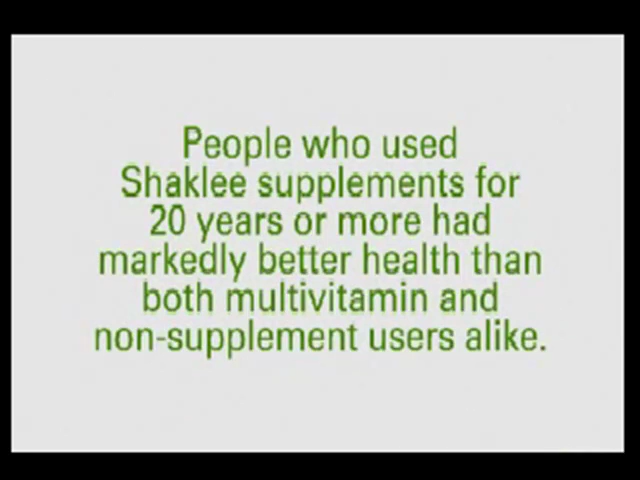 People who used
Shaklee supplements for
20 years or more had
markedly better health than
both multivitamin and
non-supplement users alike.